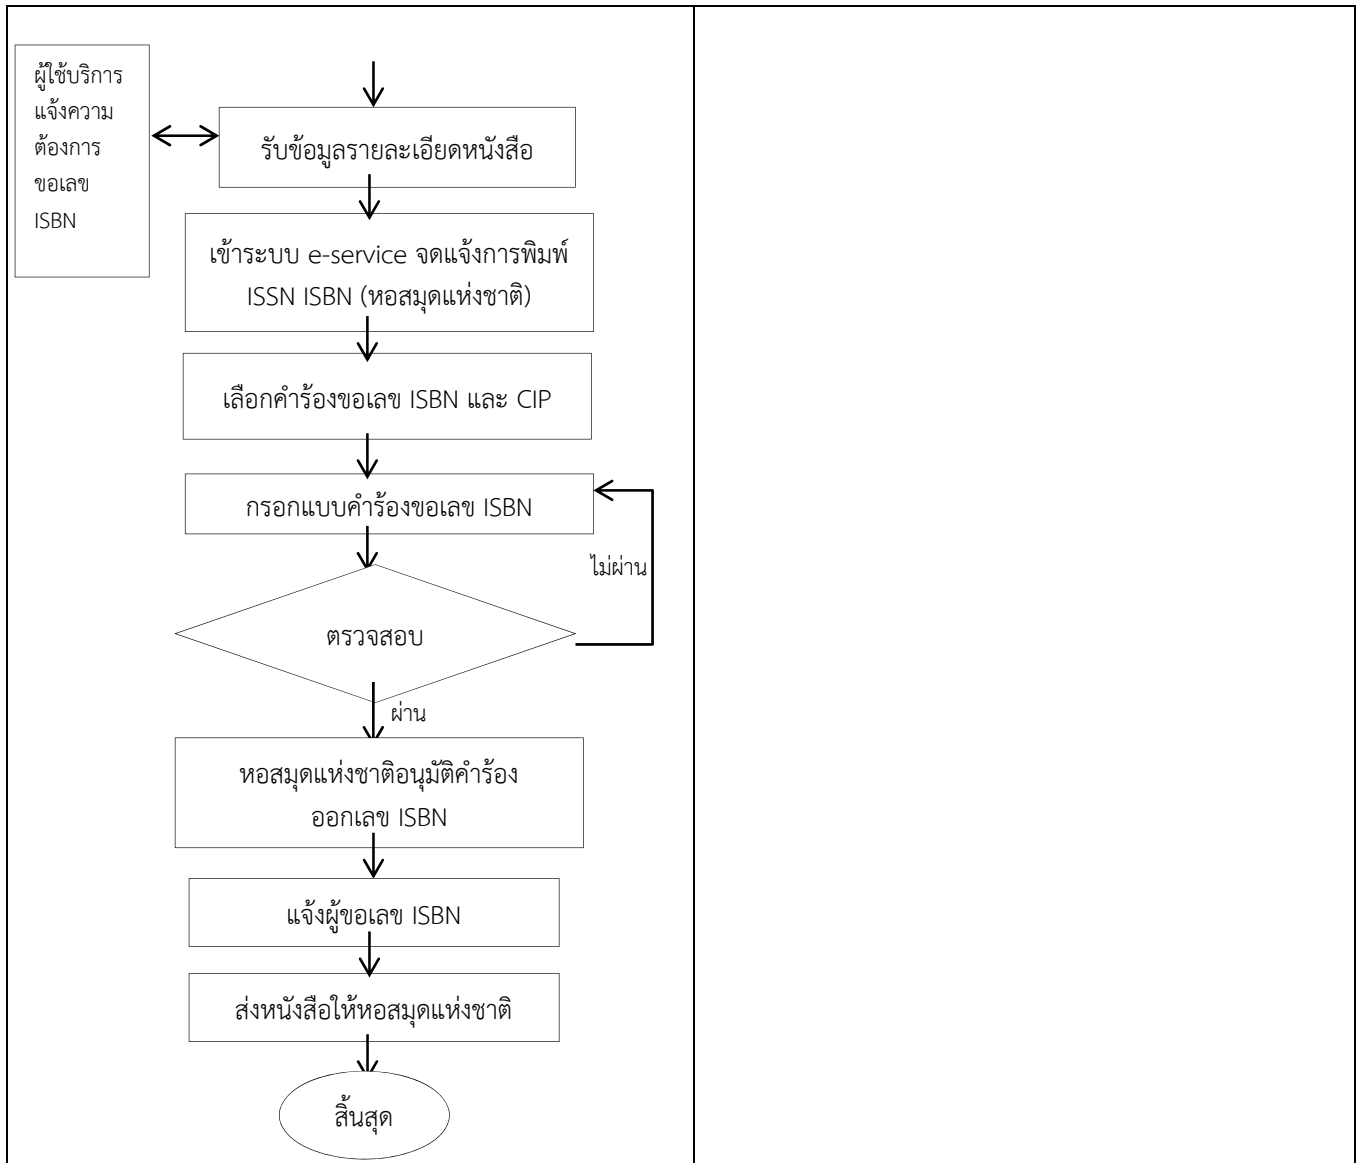 ผู้ใช้บริการ
แจ้งความ
ต้องการ
ขอเลข
ISBN
รับข้อมูลรายละเอียดหนังสือ
เข้าระบบ e-service จดแจ้งการพิมพ์
ISSN ISBN (หอสมุดแห่งชาติ)
เลือกคำร้องขอเลข ISBN และ CIP
กรอกแบบคำร้องขอเลข ISBN
ไม่ผ่าน
ตรวจสอบ
ผ่าน
หอสมุดแห่งชาติอนุมัติคำร้อง
ออกเลข ISBN
แจ้งผู้ขอเลข ISBN
ส่งหนังสือให้หอสมุดแห่งชาติ
สิ้นสุด